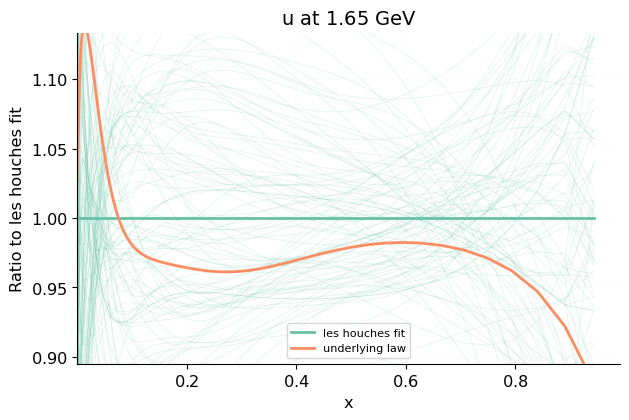 u at 1.65 GeV
Ratio to les houches fit
1.10
1.05
1.00
0.95
0.90
les houches fit
underlying law
0.2
0.4
0.6
0.8
x